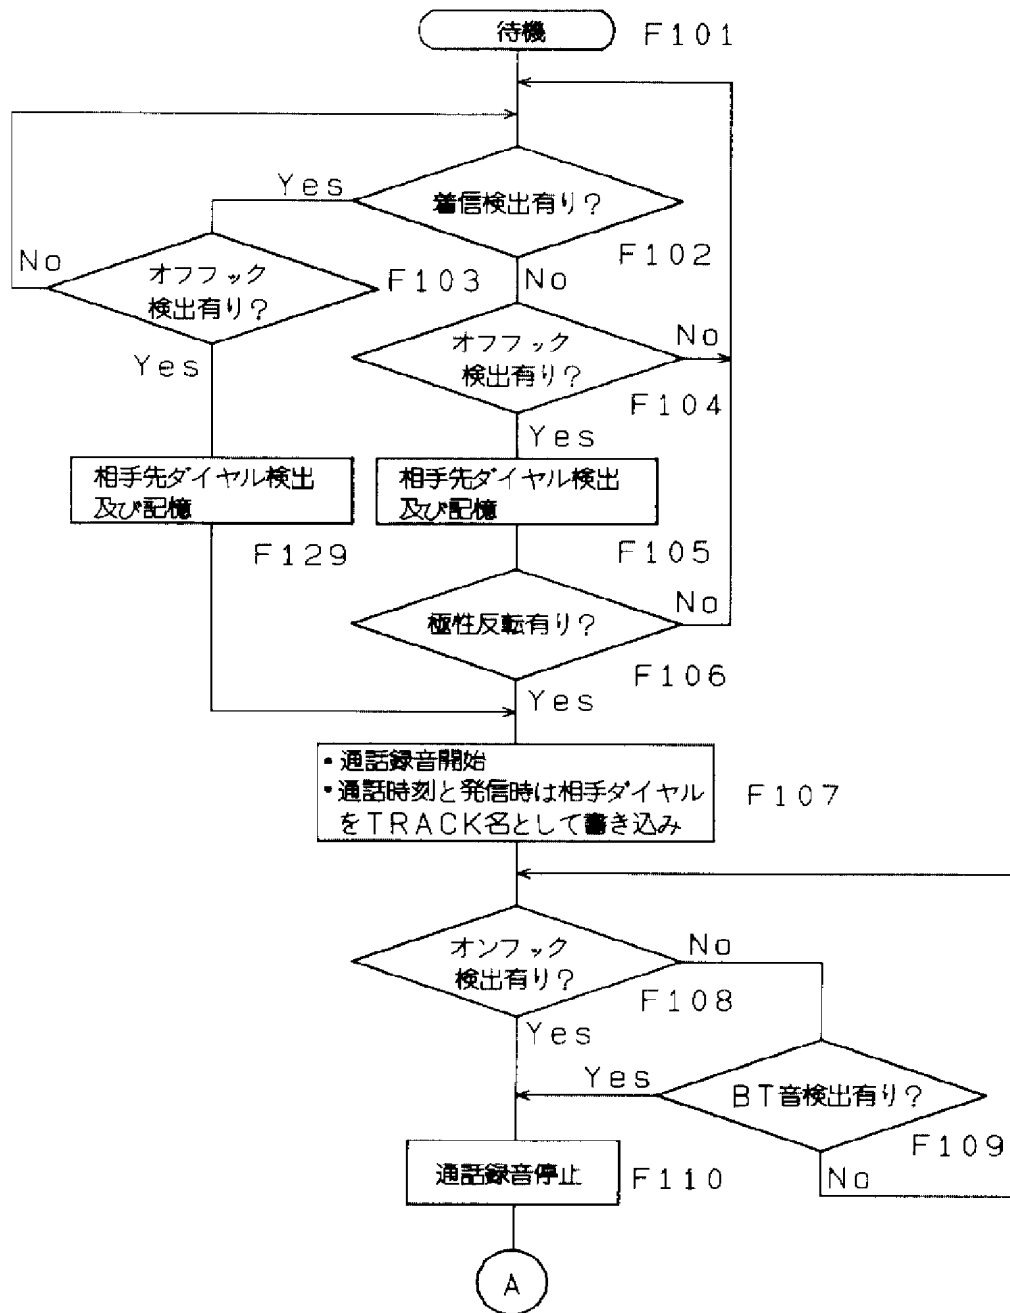 待機
F101
着信検出有り?
Yes
F102
No
オフフック
検出有り?
F103
No
Yes
オフフック
検出有り?
No
F104
Yes
相手先ダイヤル検出
及び記憶
F129
相手先ダイヤル検出
及び記憶
F105
極性反転有り?
No
F106
Yes
・通話録音開始
・通話時刻と発信時は相手ダイヤル
をTRACK名として書き込み
F107
オンフック
検出有り?
No
F108
Yes
BT音検出有り?
Yes
F109
No
通話録音停止
F110
A